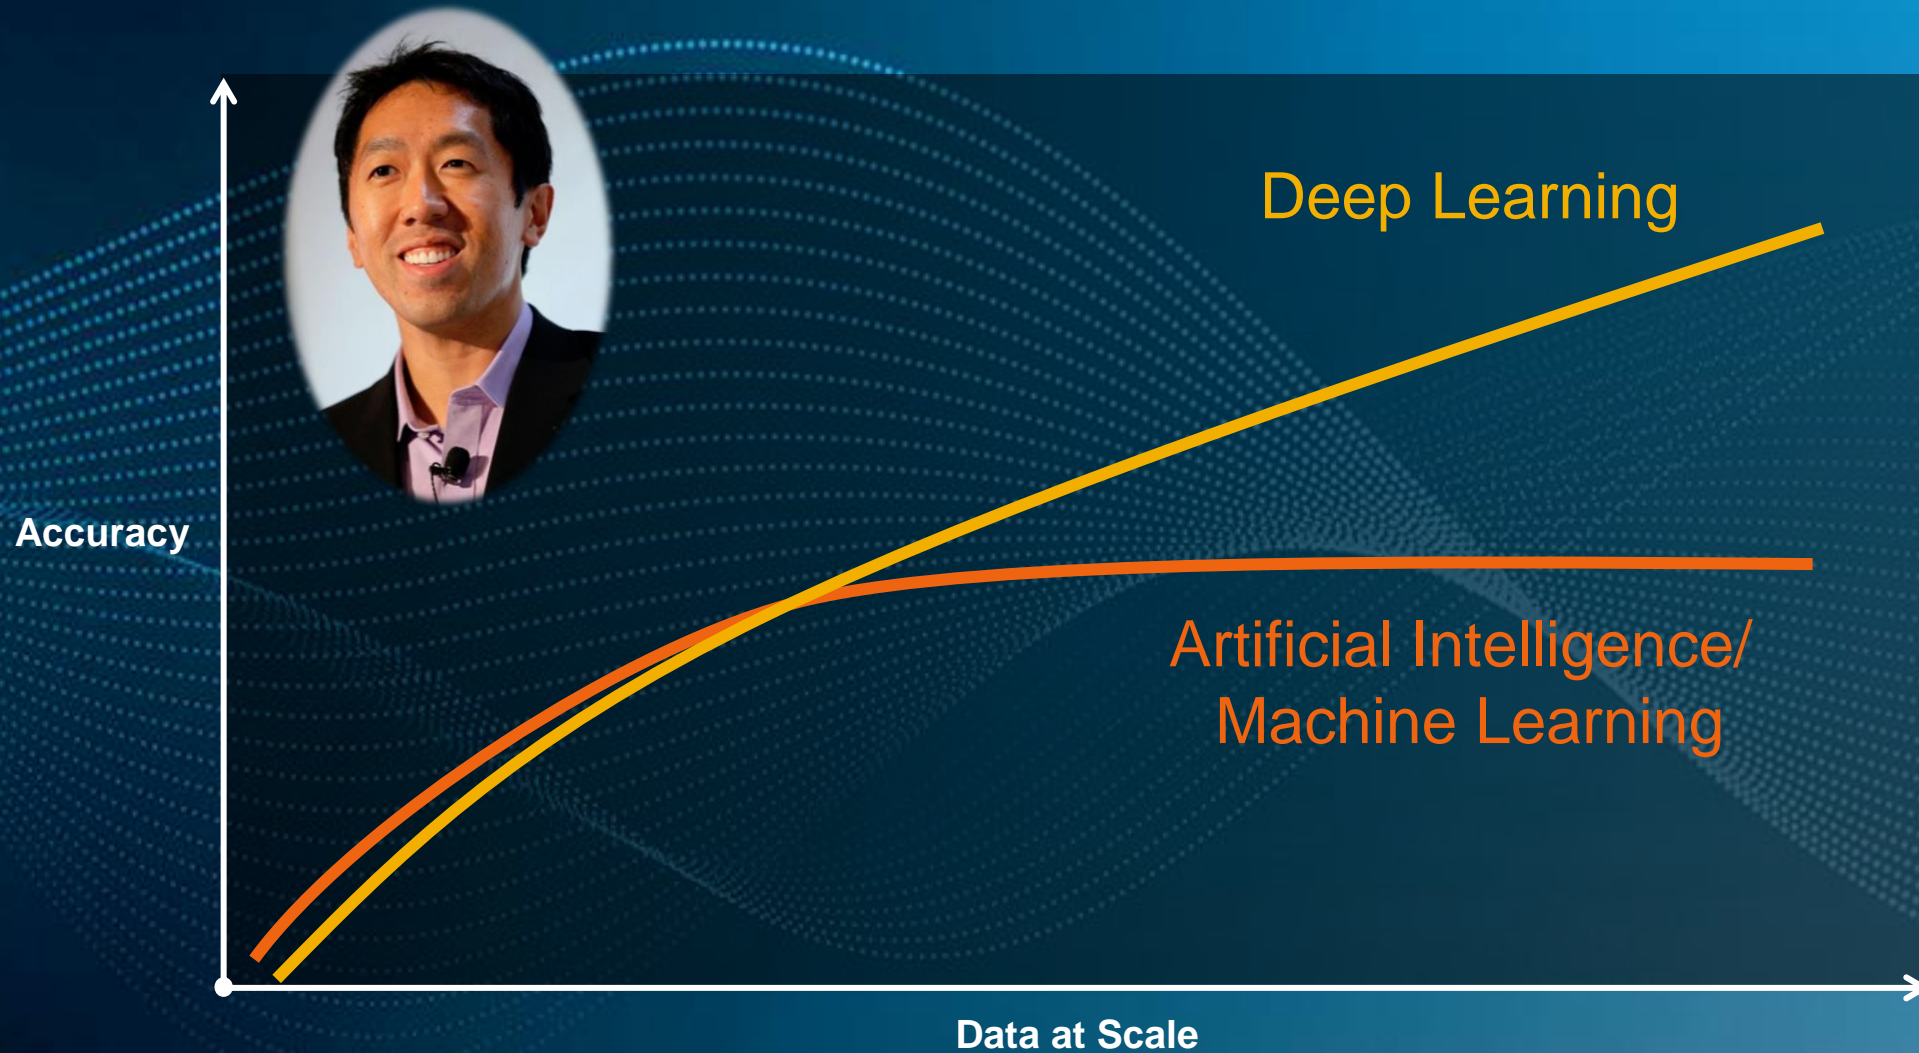 Deep Learning
Accuracy
Artificial Intelligence/
Machine Learning
Data at Scale